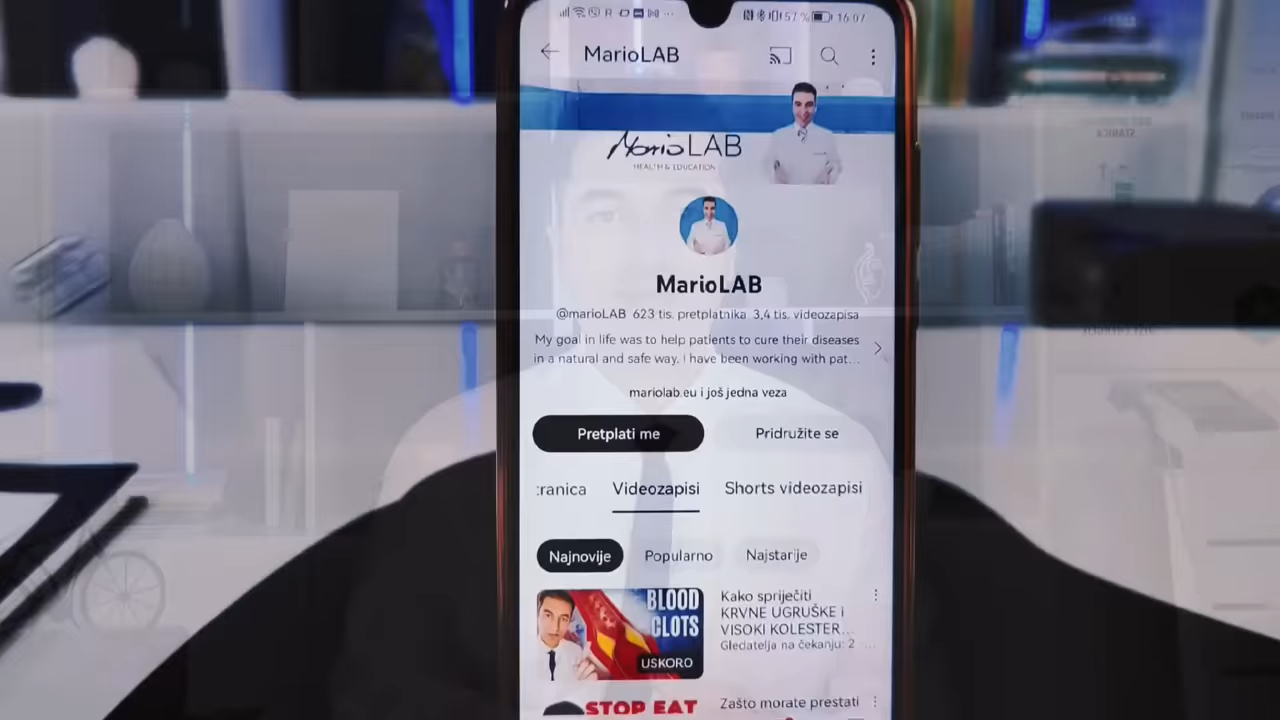 57 % 16:07
MarioLAB
MarioLAB
HEALTH & EDUCATION
MarioLAB
@marioLAB 623 tis. pretplatnika 3,4 tis. videozapisa
My goal in life was to help patients to cure their diseases
in a natural and safe way. I have been working with pat...
mariolab.eu i još jedna veza
Pretplati me
Pridružite se
:ranica
Videozapisi
Shorts videozapisi
Najnovije
Popularno
Najstarije
BLOOD
CLOTS
USKORO
Kako spriječiti
KRVNE UGRUŠKE i
VISOKI KOLESTER...
Gledatelja na čekanju: 2
STOP EAT
Zašto morate prestati